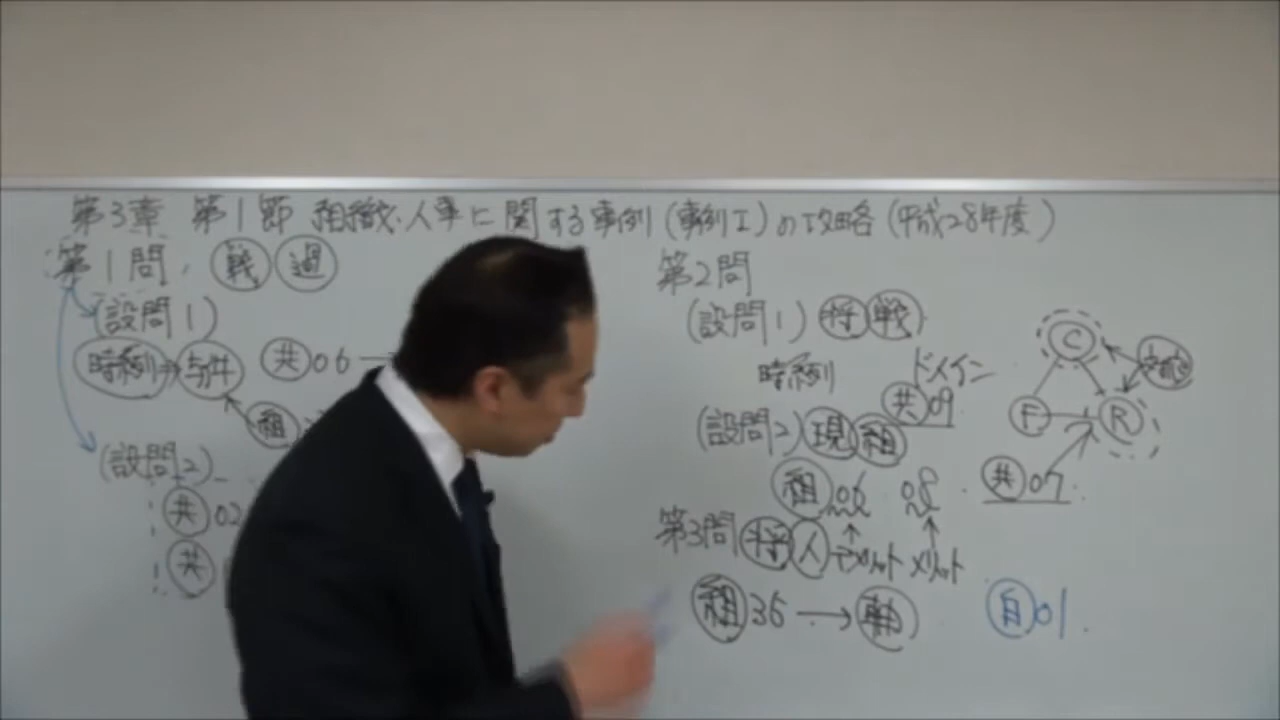 第3章 第1節 組織・人事に関する事例(事例I)の攻略(平成28年度)
第1問 戦 過
(設問1)
時系列 → 与件 共06 →
組
(設問2)
共02
共
第2問
(設問1) 将 戦
時系列 ドメイン
共09
(設問2) 現 組
組 06 08
第3問 将 人 デメリット メリット
組36 → 軸
C
F R
共07
自01